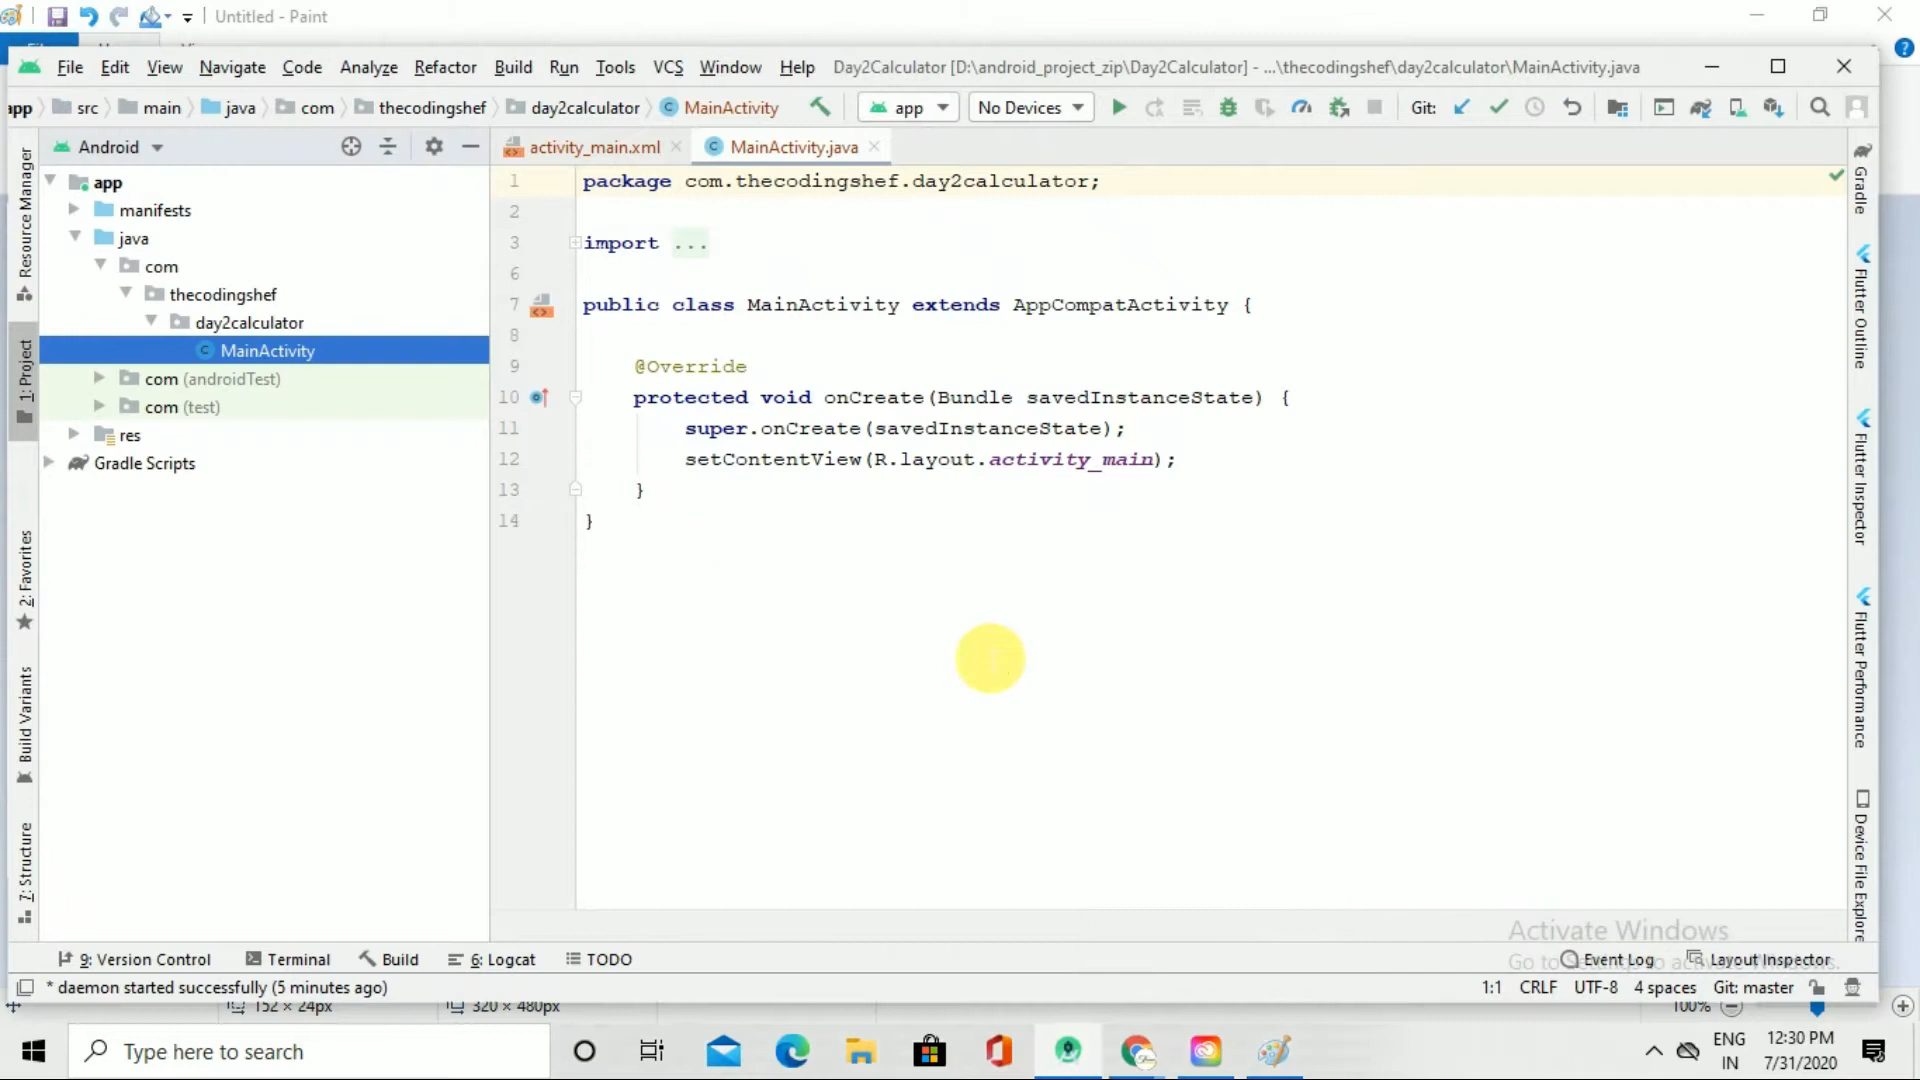 Untitled - Paint
File Edit View Navigate Code Analyze Refactor Build Run Tools VCS Window Help Day2Calculator [D:\android_project_zip\Day2Calculator] - ...\thecodingshef\day2calculator\MainActivity.java
app src main java com thecodingshef day2calculator MainActivity app No Devices Git:
Android
activity_main.xml MainActivity.java
app
manifests
java
com
thecodingshef
day2calculator
MainActivity
com (androidTest)
com (test)
res
Gradle Scripts
1 package com.thecodingshef.day2calculator;
2
3 import ...
6
7 public class MainActivity extends AppCompatActivity {
8
9 @Override
10 protected void onCreate(Bundle savedInstanceState) {
11 super.onCreate(savedInstanceState);
12 setContentView(R.layout.activity_main);
13 }
14 }
Resource Manager
1: Project
2: Favorites
Build Variants
7: Structure
Gradle
Flutter Outline
Flutter Inspector
Flutter Performance
Device File Explorer
Activate Windows
Go to Settings to activate Windows.
9: Version Control Terminal Build 6: Logcat TODO Event Log Layout Inspector
* daemon started successfully (5 minutes ago) 1:1 CRLF UTF-8 4 spaces Git: master
152 × 24px 320 × 480px 100%
Type here to search
ENG
IN
12:30 PM
7/31/2020